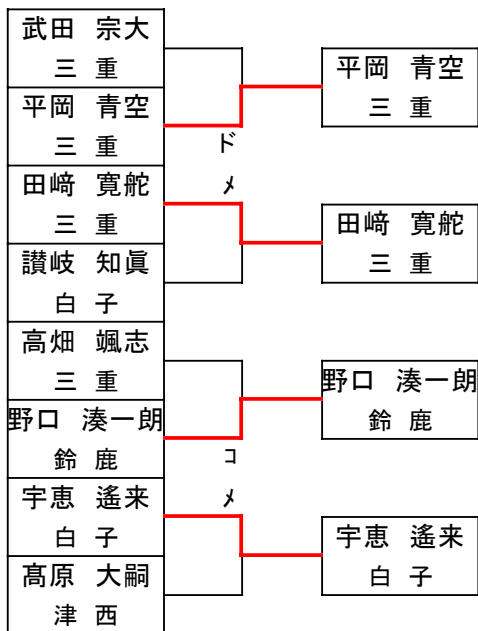 武田 宗大
三 重
平岡 青空
三 重
田﨑 寛舵
三 重
讃岐 知眞
白 子
高畑 颯志
三 重
野口 湊一朗
鈴 鹿
宇恵 遙来
白 子
髙原 大嗣
津 西
ド
メ
コ
メ
平岡 青空
三 重
田﨑 寛舵
三 重
野口 湊一朗
鈴 鹿
宇恵 遙来
白 子